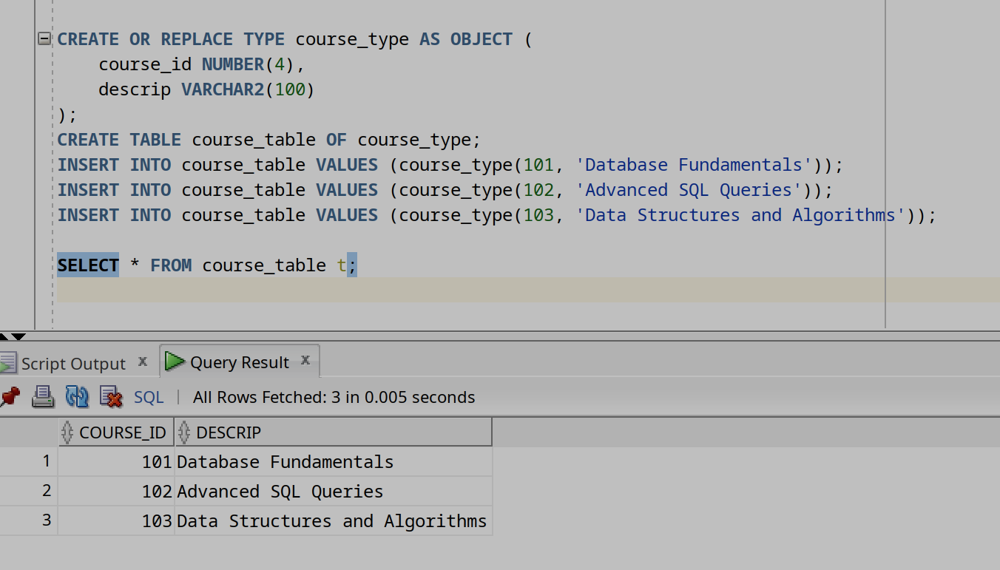 CREATE OR REPLACE TYPE course_type AS OBJECT (
    course_id NUMBER(4),
    descrip VARCHAR2(100)
);
CREATE TABLE course_table OF course_type;
INSERT INTO course_table VALUES (course_type(101, 'Database Fundamentals'));
INSERT INTO course_table VALUES (course_type(102, 'Advanced SQL Queries'));
INSERT INTO course_table VALUES (course_type(103, 'Data Structures and Algorithms'));
SELECT * FROM course_table t;
Script Output x Query Result x
SQL | All Rows Fetched: 3 in 0.005 seconds
COURSE_ID DESCRIP
1 101 Database Fundamentals
2 102 Advanced SQL Queries
3 103 Data Structures and Algorithms